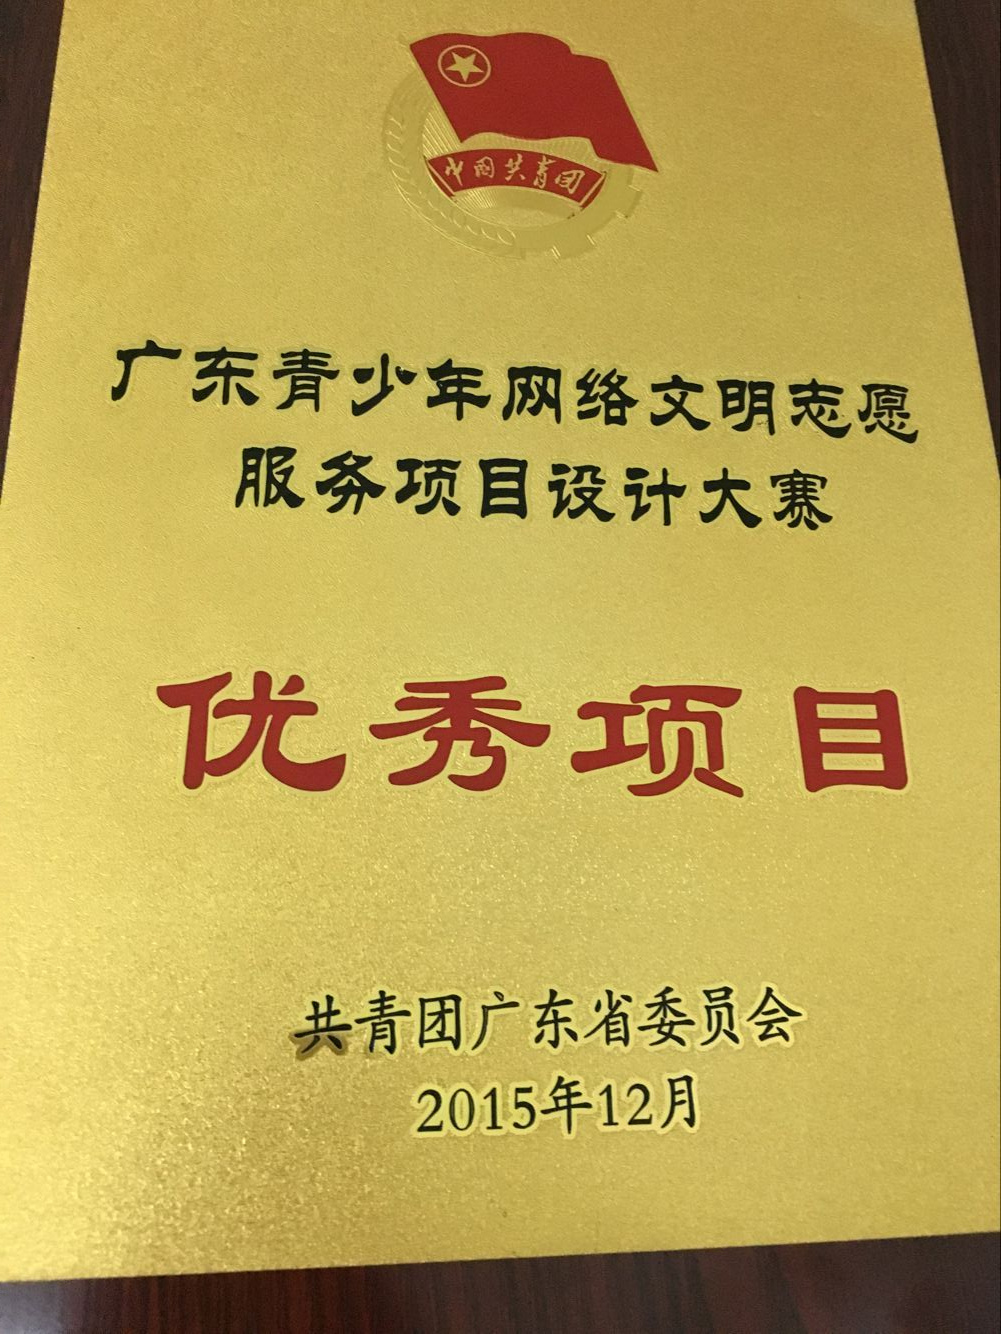 中国共青团
广东青少年网络文明志愿
服务项目设计大赛
优秀项目
共青团广东省委员会
2015年12月